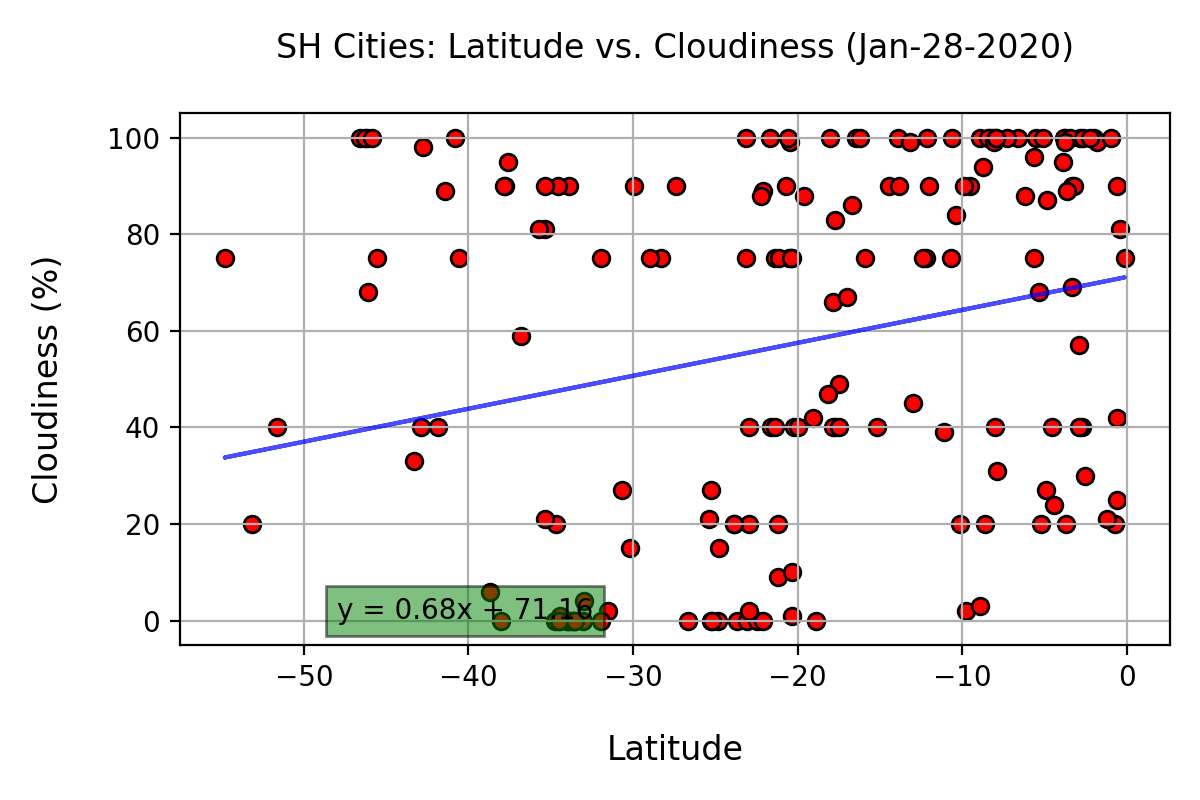 SH Cities: Latitude vs. Cloudiness (Jan-28-2020)
Cloudiness (%)
100
80
60
40
20
0
y = 0.68x + 71.16
−50 −40 −30 −20 −10 0
Latitude